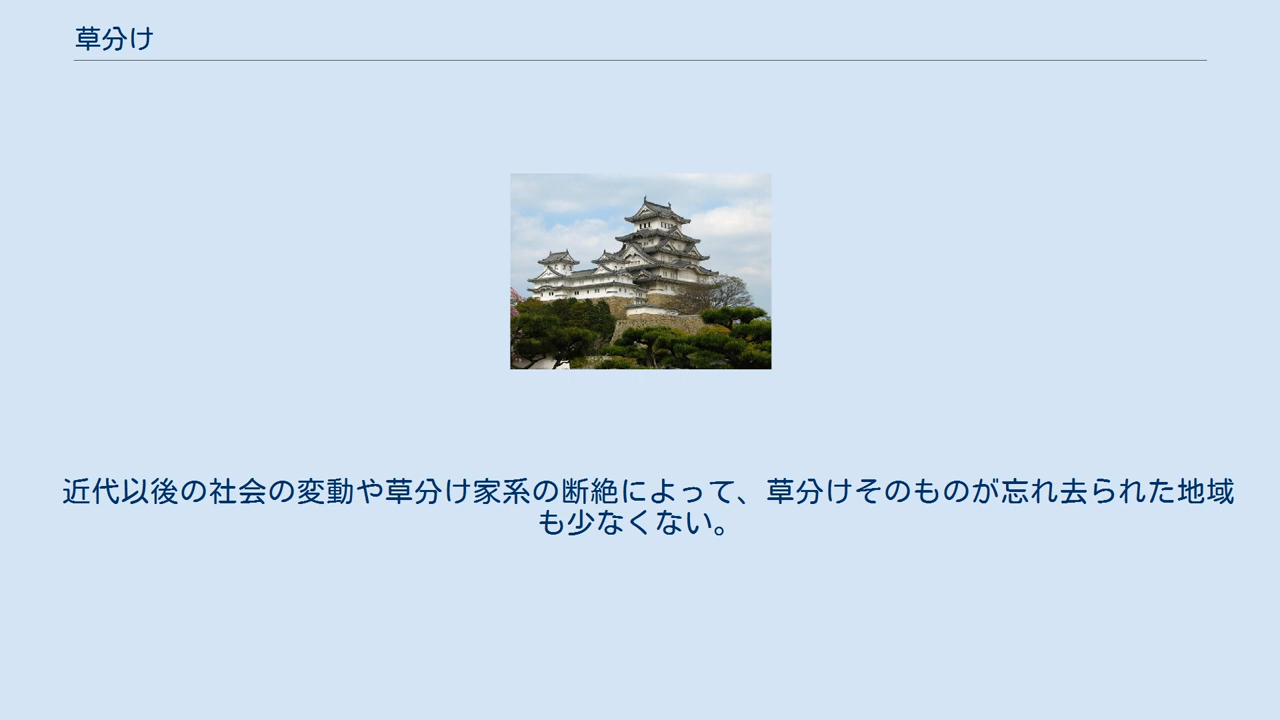 草分け
近代以後の社会の変動や草分け家系の断絶によって、草分けそのものが忘れ去られた地域
も少なくない。